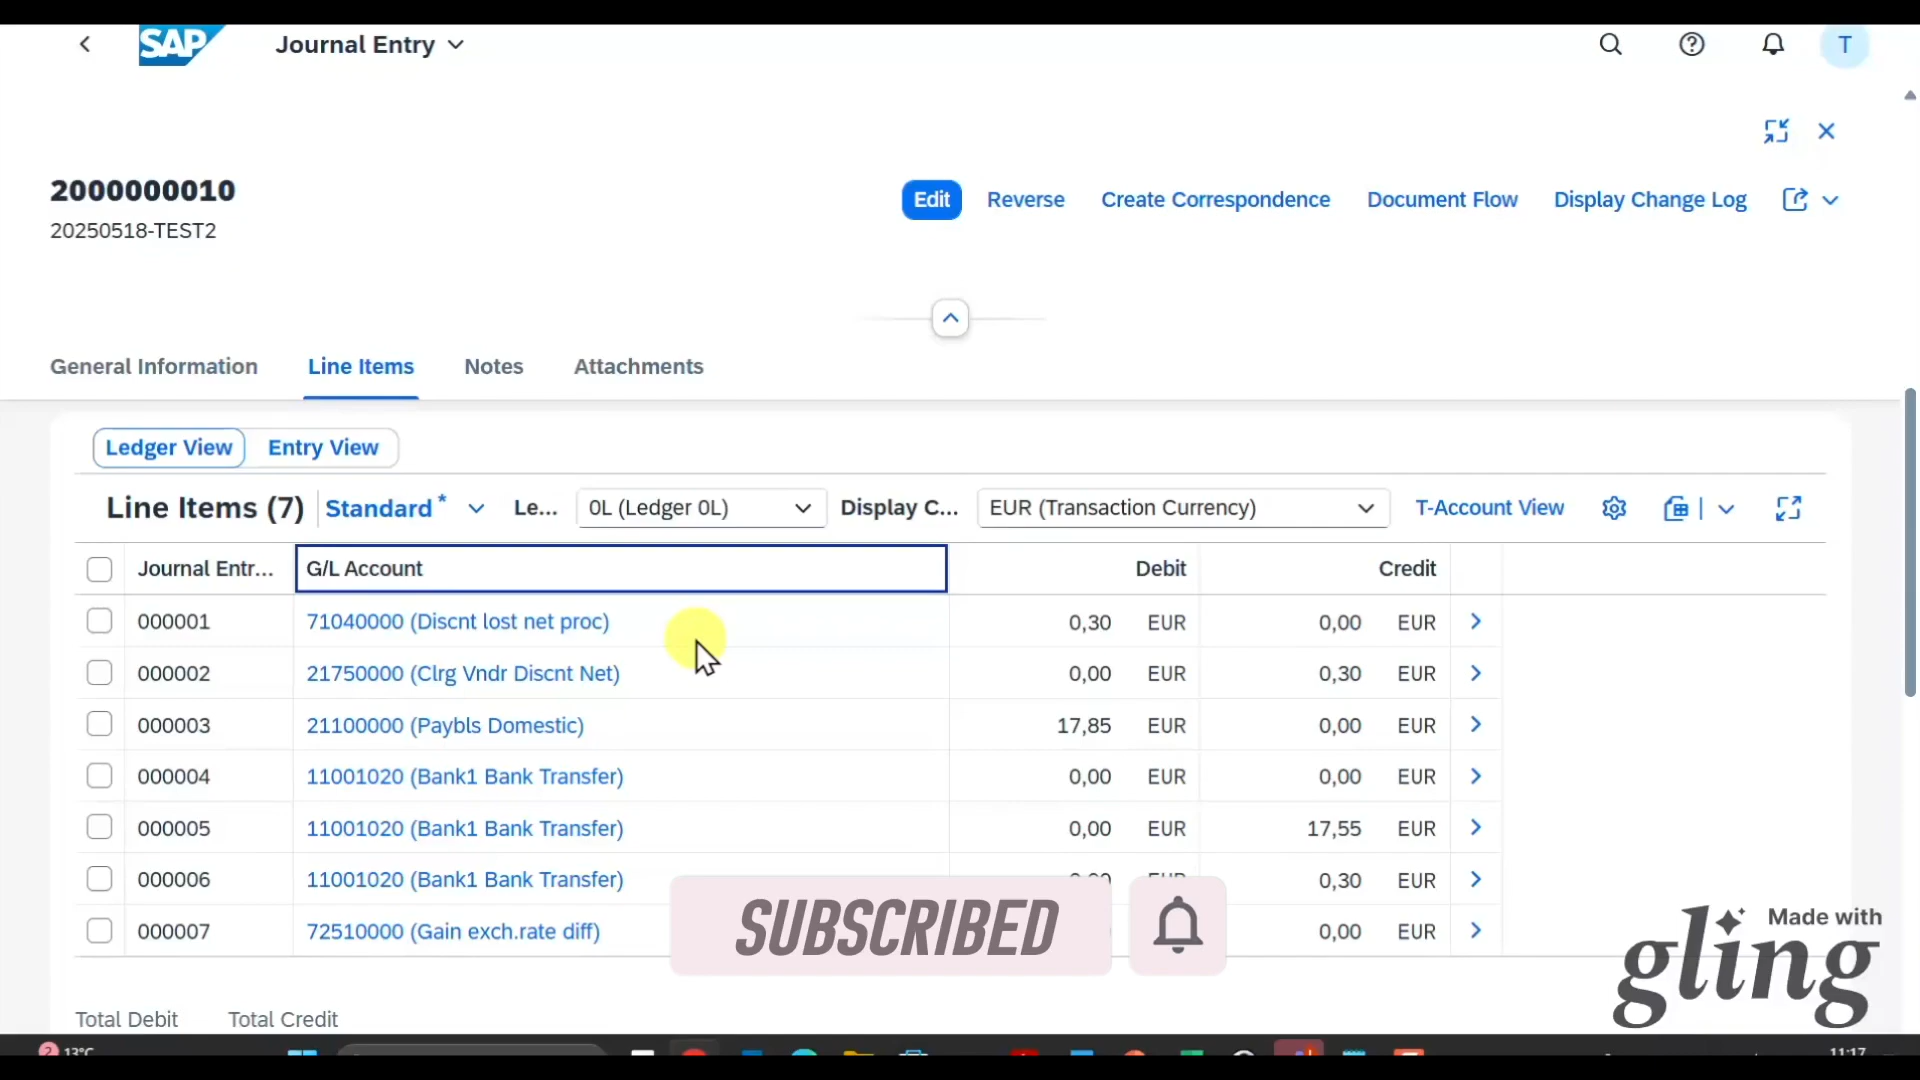 SAP Journal Entry T
2000000010
20250518-TEST2
Edit Reverse Create Correspondence Document Flow Display Change Log
General Information Line Items Notes Attachments
Ledger View Entry View
Line Items (7) Standard * Le... 0L (Ledger 0L) Display C... EUR (Transaction Currency) T-Account View
Journal Entr... G/L Account Debit Credit
000001 71040000 (Discnt lost net proc) 0,30 EUR 0,00 EUR
000002 21750000 (Clrg Vndr Discnt Net) 0,00 EUR 0,30 EUR
000003 21100000 (Paybls Domestic) 17,85 EUR 0,00 EUR
000004 11001020 (Bank1 Bank Transfer) 0,00 EUR 0,00 EUR
000005 11001020 (Bank1 Bank Transfer) 0,00 EUR 17,55 EUR
000006 11001020 (Bank1 Bank Transfer) 0,30 EUR
000007 72510000 (Gain exch.rate diff) 0,00 EUR
SUBSCRIBED
Made with
gling
Total Debit Total Credit
2 13°C 11:17